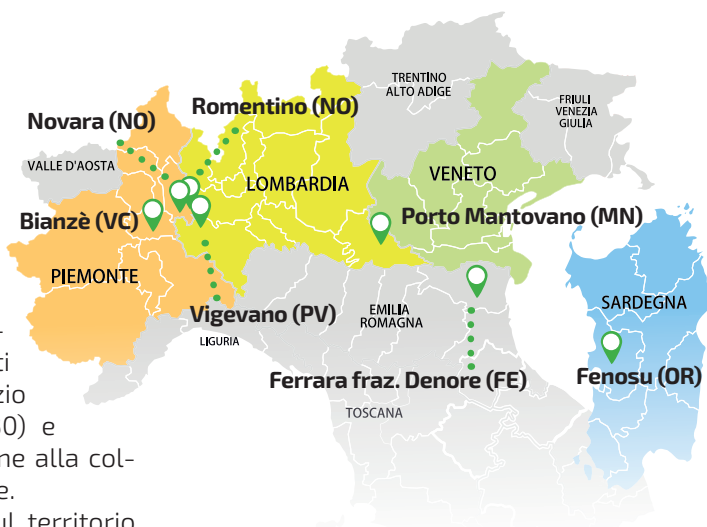 TRENTINO
ALTO ADIGE
Romentino (NO)
FRIULI
VENEZIA
GIULIA
Novara (NO)
VALLE D'AOSTA
LOMBARDIA
VENETO
Bianzè (VC)
Porto Mantovano (MN)
PIEMONTE
SARDEGNA
Vigevano (PV)
EMILIA
ROMAGNA
LIGURIA
Ferrara fraz. Denore (FE)
Fenosu (OR)
TOSCANA
-
ti
zio
0) e
ne alla col-
e.
ul territorio